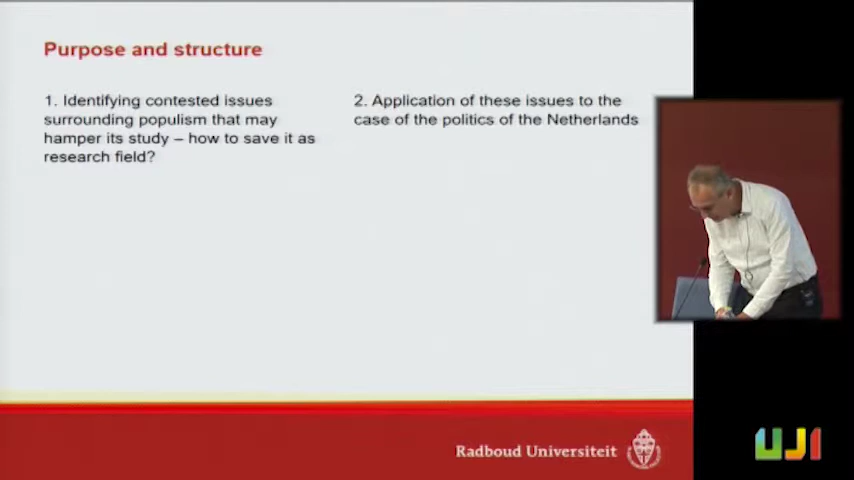 Purpose and structure
1. Identifying contested issues
surrounding populism that may
hamper its study – how to save it as
research field?
2. Application of these issues to the
case of the politics of the Netherlands
Radboud Universiteit
UJI